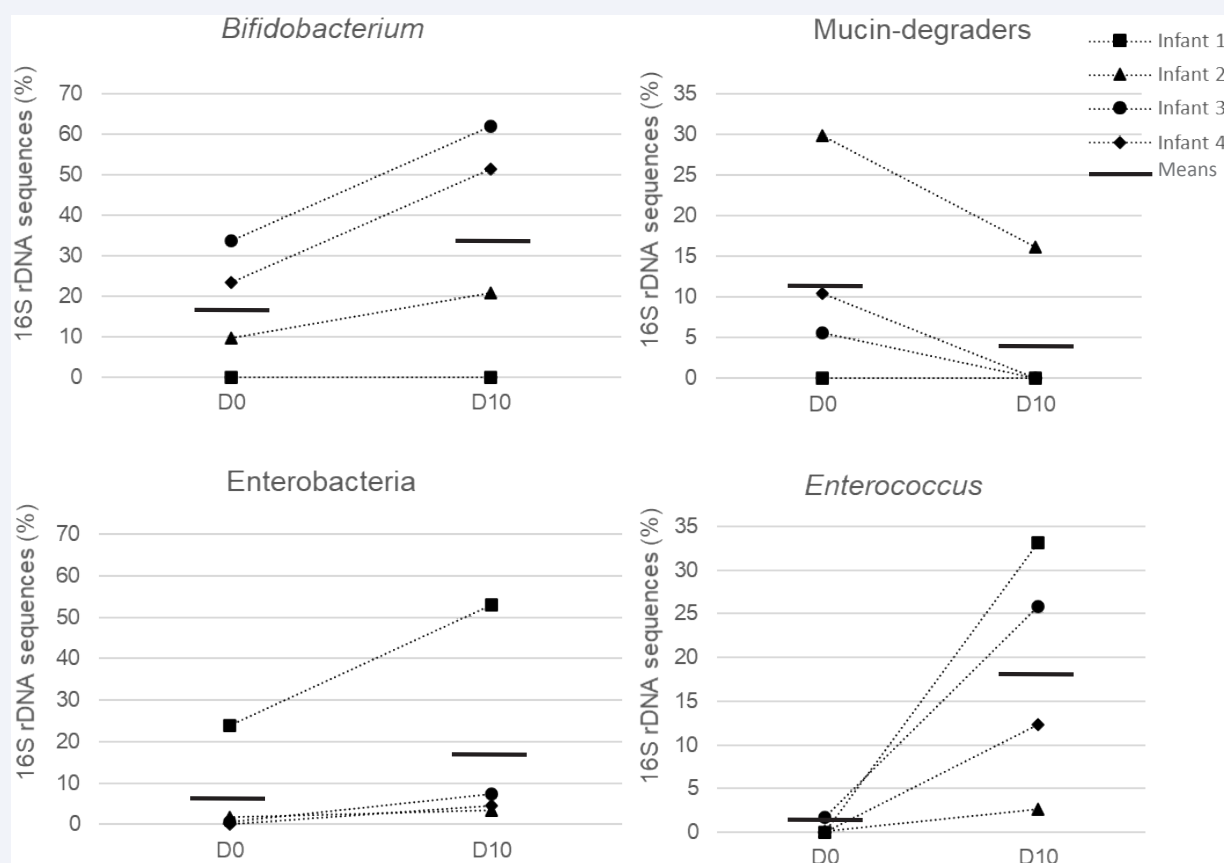 Bifidobacterium
16S rDNA sequences (%)
70
60
50
40
30
20
10
0
D0 D10
Mucin-degraders
16S rDNA sequences (%)
35
30
25
20
15
10
5
0
D0 D10
Infant 1
Infant 2
Infant 3
Infant 4
Means
Enterobacteria
16S rDNA sequences (%)
70
60
50
40
30
20
10
0
D0 D10
Enterococcus
16S rDNA sequences (%)
35
30
25
20
15
10
5
0
D0 D10